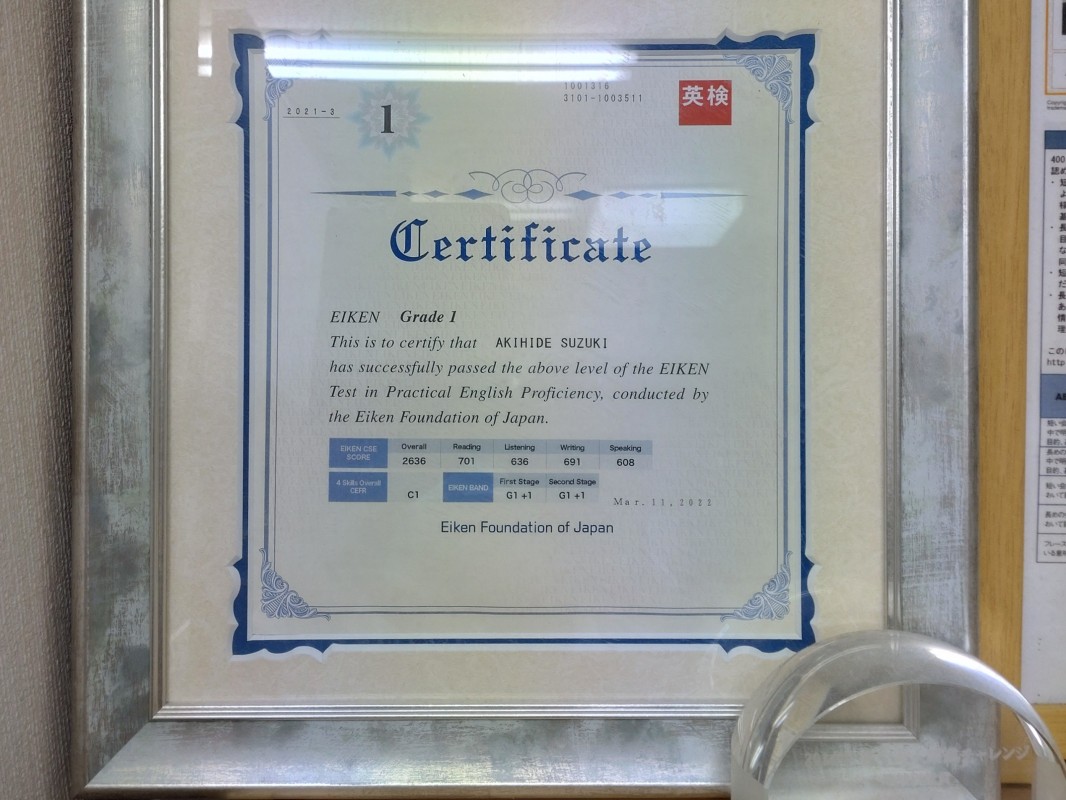 2021-3
1
3101-1003511
英検
Certificate
EIKEN Grade 1
This is to certify that AKIHIDE SUZUKI
has successfully passed the above level of the EIKEN
Test in Practical English Proficiency, conducted by
the Eiken Foundation of Japan.
EIKEN CSE SCORE
Overall Reading Listening Writing Speaking
2636 701 636 691 608
4 Skills Overall CEFR
C1
EIKEN BAND
First Stage Second Stage
G1 +1 G1 +1
Mar.11,2022
Eiken Foundation of Japan